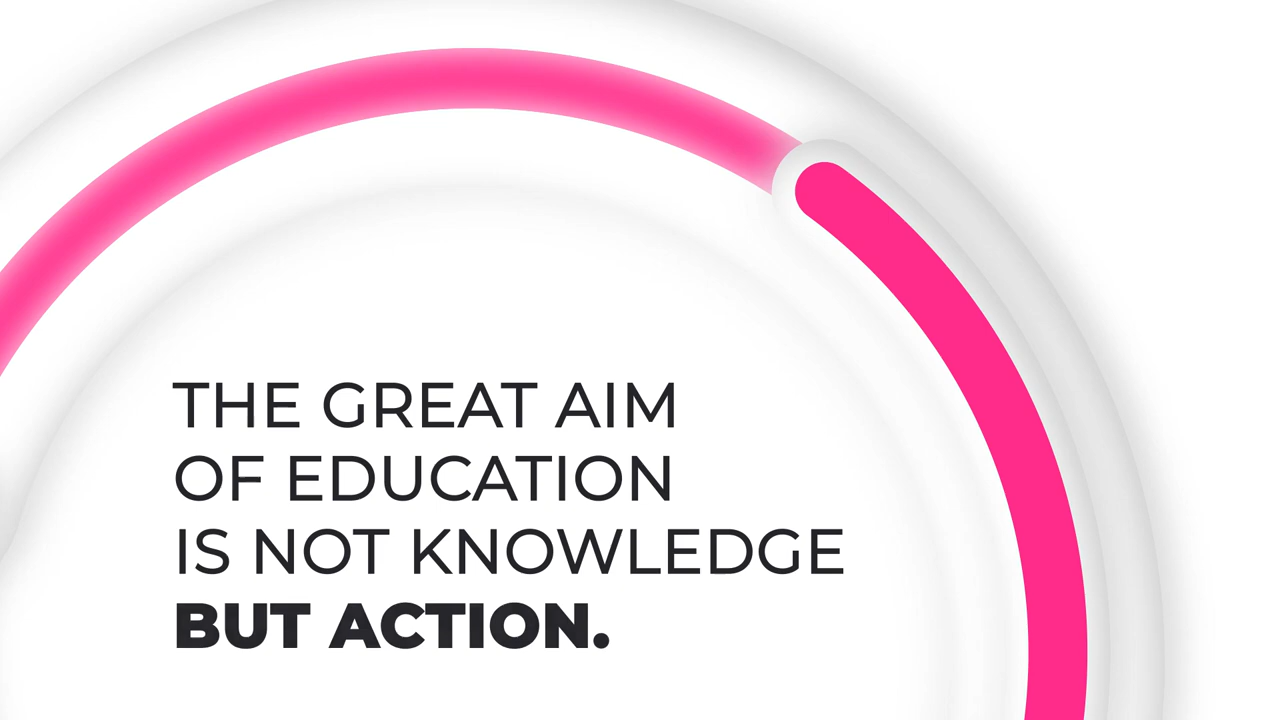 THE GREAT AIM
OF EDUCATION
IS NOT KNOWLEDGE
BUT ACTION.